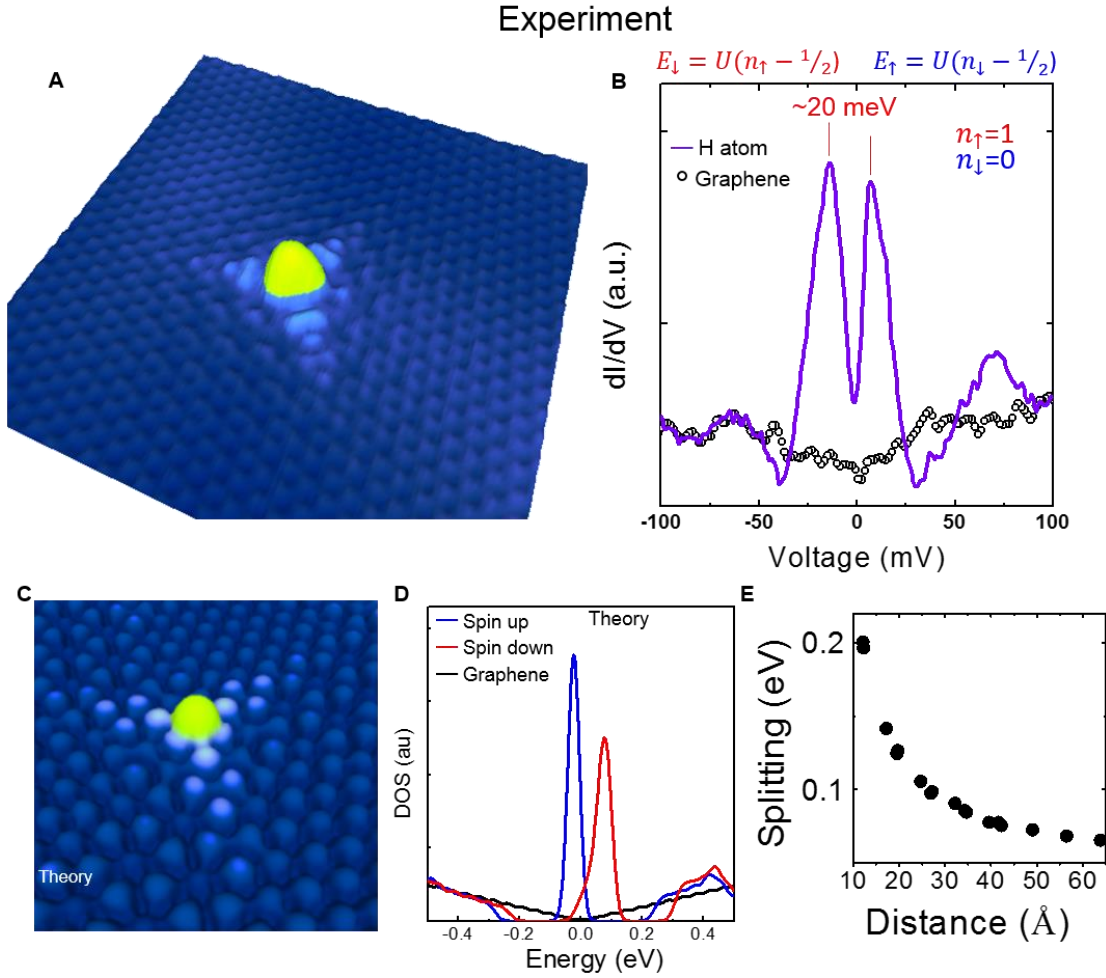 Experiment
A
B
E↓ = U(n↑ − 1/2)
E↑ = U(n↓ − 1/2)
~20 meV
n↑=1
n↓=0
H atom
Graphene
dI/dV (a.u.)
-100
-50
0
50
100
Voltage (mV)
C
Theory
D
Spin up
Spin down
Graphene
Theory
DOS (au)
-0.4
-0.2
0.0
0.2
0.4
Energy (eV)
E
Splitting (eV)
0.2
0.1
10
20
30
40
50
60
Distance (Å)